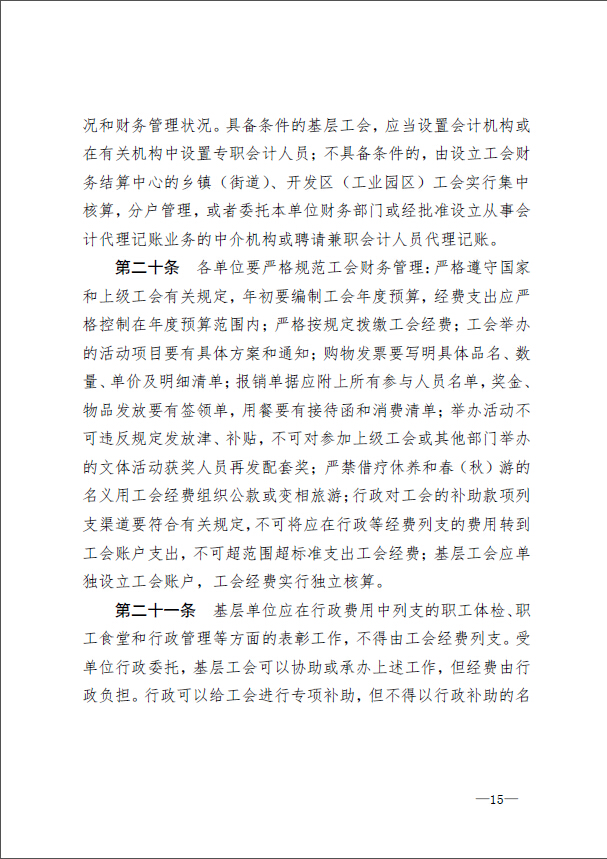 况和财务管理状况。具备条件的基层工会，应当设置会计机构或
在有关机构中设置专职会计人员；不具备条件的，由设立工会财
务结算中心的乡镇（街道）、开发区（工业园区）工会实行集中
核算，分户管理，或者委托本单位财务部门或经批准设立从事会
计代理记账业务的中介机构或聘请兼职会计人员代理记账。
第二十条　各单位要严格规范工会财务管理：严格遵守国家
和上级工会有关规定，年初要编制工会年度预算，经费支出应严
格控制在年度预算范围内；严格按规定拨缴工会经费；工会举办
的活动项目要有具体方案和通知；购物发票要写明具体品名、数
量、单价及明细清单；报销单据应附上所有参与人员名单，奖金、
物品发放要有签领单，用餐要有接待函和消费清单；举办活动不
可违反规定发放津、补贴，不可对参加上级工会或其他部门举办
的文体活动获奖人员再发配套奖；严禁借疗休养和春（秋）游的
名义用工会经费组织公款或变相旅游；行政对工会的补助款项列
支渠道要符合有关规定，不可将应在行政等经费列支的费用转到
工会账户支出，不可超范围超标准支出工会经费；基层工会应单
独设立工会账户，工会经费实行独立核算。
第二十一条　基层单位应在行政费用中列支的职工体检、职
工食堂和行政管理等方面的表彰工作，不得由工会经费列支。受
单位行政委托，基层工会可以协助或承办上述工作，但经费由行
政负担。行政可以给工会进行专项补助，但不得以行政补助的名
—15—